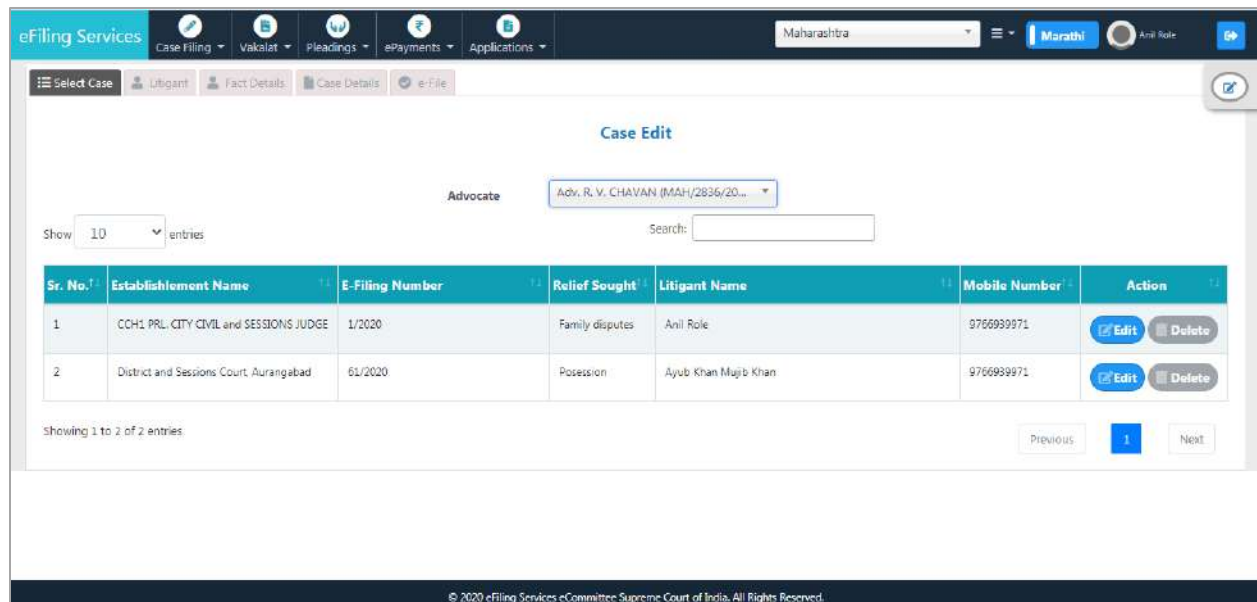 eFiling Services
Case Filing
Vakalat
Pleadings
ePayments
Applications
Maharashtra
Marathi
Anil Role
Select Case
Litigant
Fact Details
Case Details
e-File
Case Edit
Advocate
Adv. R. V. CHAVAN (MAH/2836/20...
Show 10 entries
Search:
Sr. No. Establishlement Name E-Filing Number Relief Sought Litigant Name Mobile Number Action
1 CCH1 PRL. CITY CIVIL and SESSIONS JUDGE 1/2020 Family disputes Anil Role 9766939971 Edit Delete
2 District and Sessions Court, Aurangabad 61/2020 Posession Ayub Khan Mujib Khan 9766939971 Edit Delete
Showing 1 to 2 of 2 entries
Previous 1 Next
© 2020 eFiling Services eCommittee Supreme Court of India. All Rights Reserved.